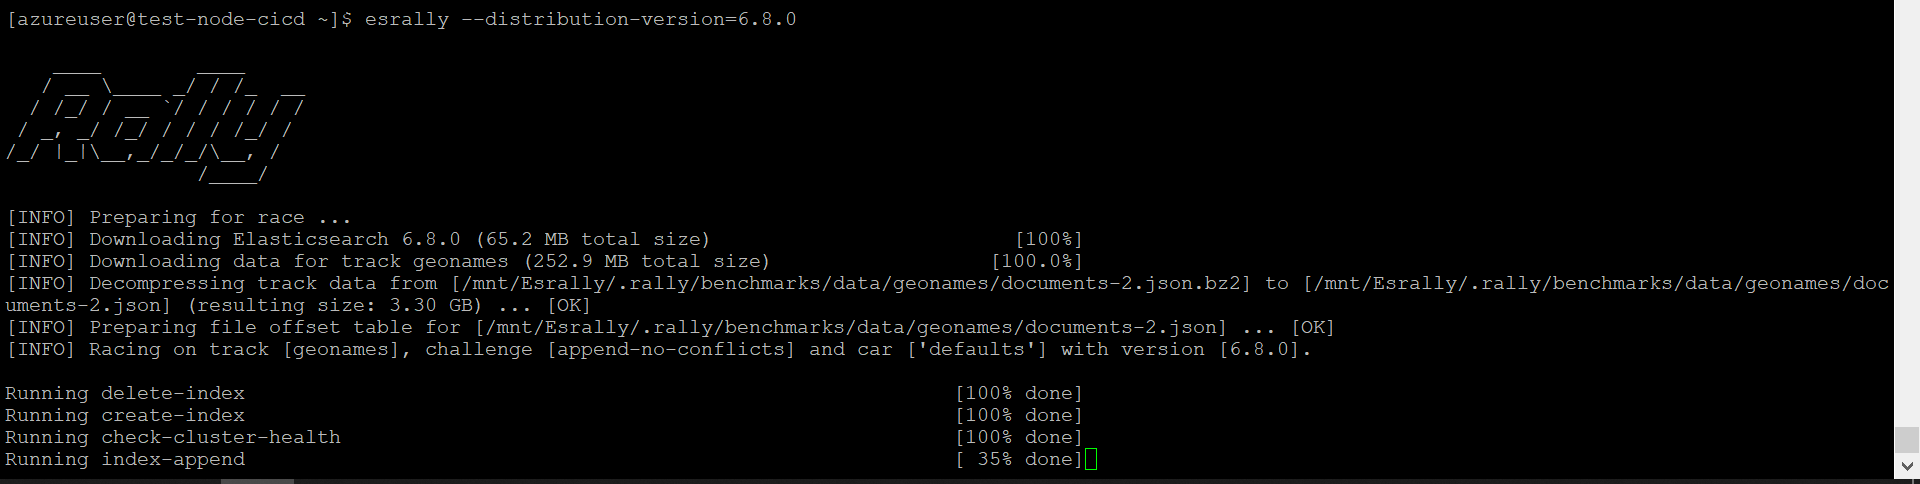 [azureuser@test-node-cicd ~]$ esrally --distribution-version=6.8.0
    ____        ____
   / __ \____ _/ / /_  __
  / /_/ / __ `/ / / / / /
 / _, _/ /_/ / / / /_/ /
/_/ |_|\__,_/_/_/\__, /
                /____/
[INFO] Preparing for race ...
[INFO] Downloading Elasticsearch 6.8.0 (65.2 MB total size) [100%]
[INFO] Downloading data for track geonames (252.9 MB total size) [100.0%]
[INFO] Decompressing track data from [/mnt/Esrally/.rally/benchmarks/data/geonames/documents-2.json.bz2] to [/mnt/Esrally/.rally/benchmarks/data/geonames/doc
uments-2.json] (resulting size: 3.30 GB) ... [OK]
[INFO] Preparing file offset table for [/mnt/Esrally/.rally/benchmarks/data/geonames/documents-2.json] ... [OK]
[INFO] Racing on track [geonames], challenge [append-no-conflicts] and car ['defaults'] with version [6.8.0].
Running delete-index [100% done]
Running create-index [100% done]
Running check-cluster-health [100% done]
Running index-append [ 35% done]